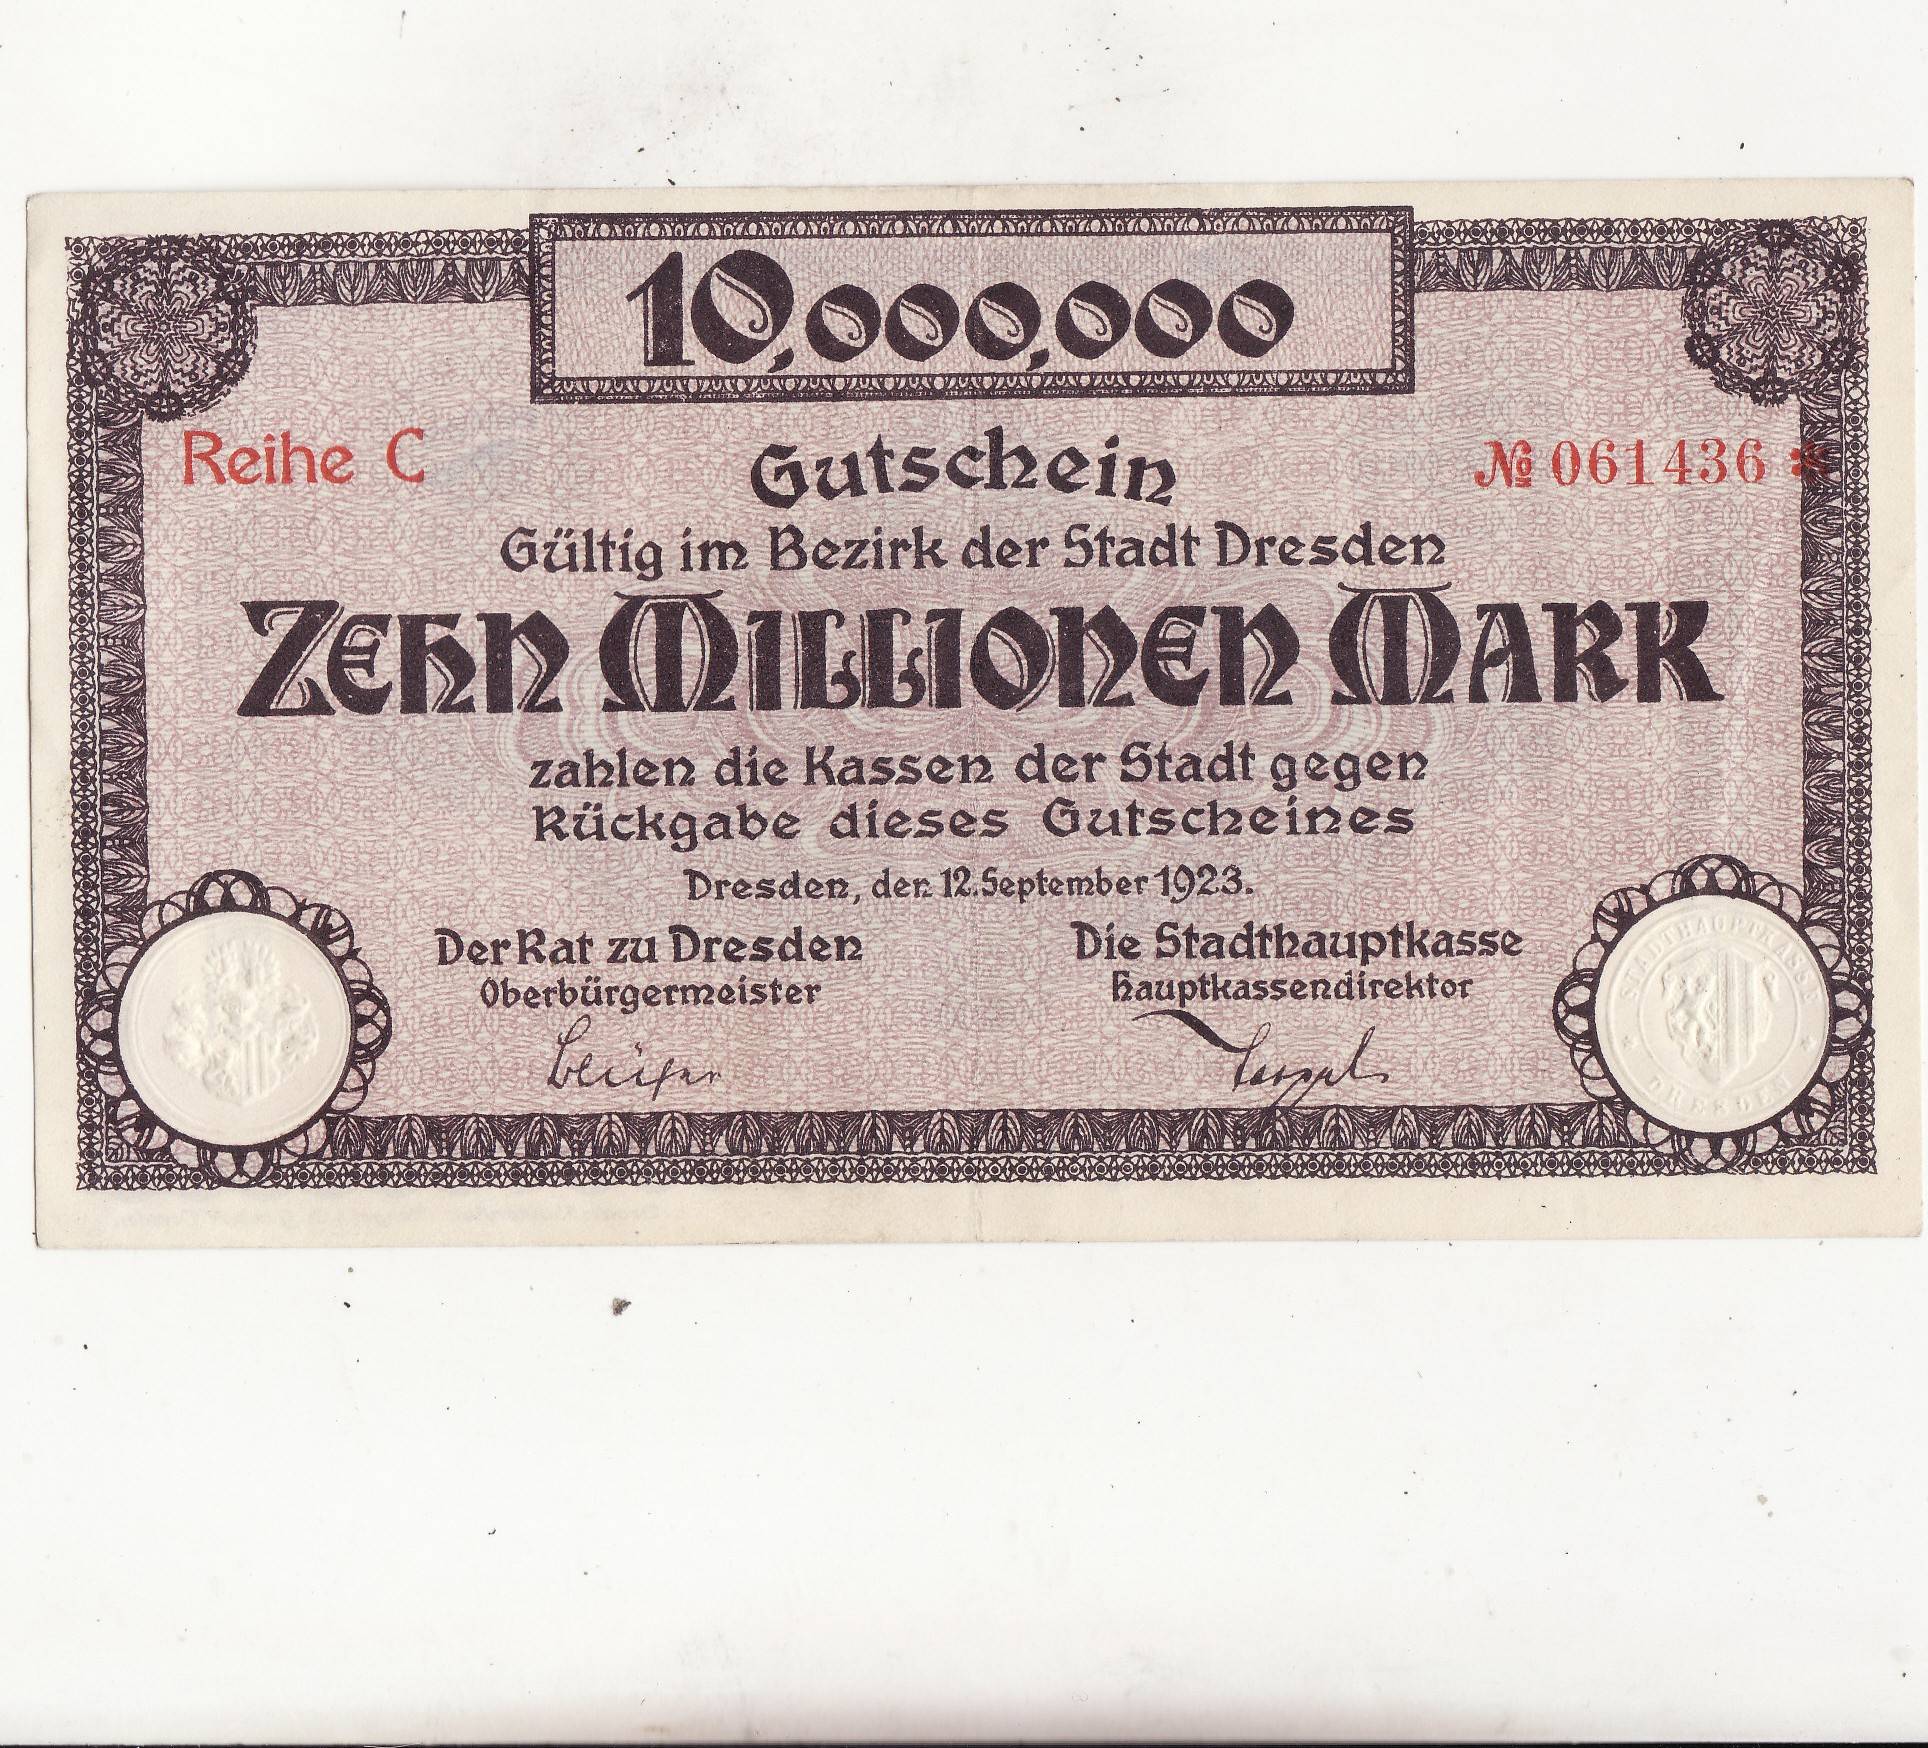 10,000,000
Reihe C
Gutschein
№ 061436 *
Gültig im Bezirk der Stadt Dresden
Zehn Millionen Mark
zahlen die Kassen der Stadt gegen
Rückgabe dieses Gutscheines
Dresden, den 12. September 1923.
Der Rat zu Dresden
Oberbürgermeister
Die Stadthauptkasse
Hauptkassendirektor
STADTHAUPTKASSE
DRESDEN